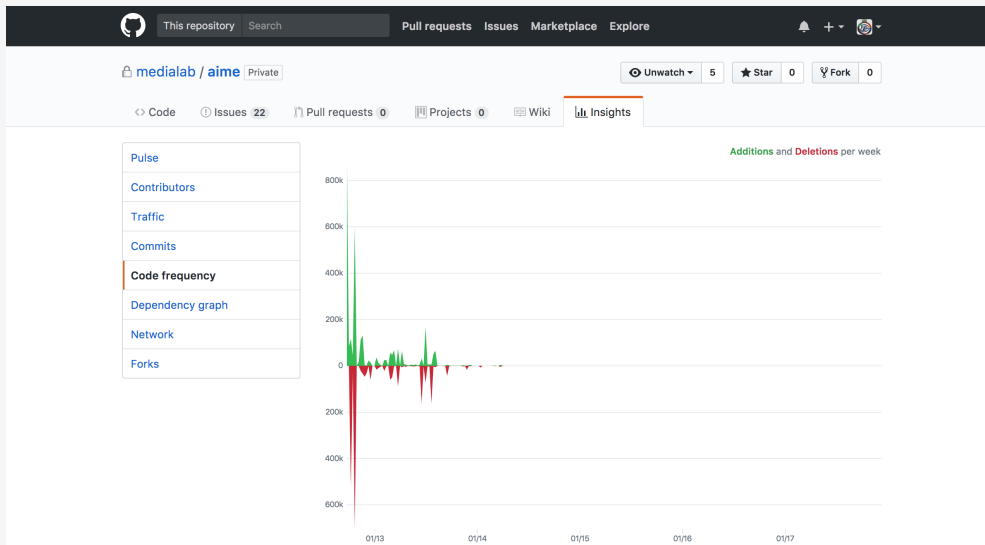 This repository Search Pull requests Issues Marketplace Explore
medialab / aime Private Unwatch 5 Star 0 Fork 0
Code Issues 22 Pull requests 0 Projects 0 Wiki Insights
Pulse
Contributors
Traffic
Commits
Code frequency
Dependency graph
Network
Forks
Additions and Deletions per week
800k
600k
400k
200k
0
200k
400k
600k
01/13 01/14 01/15 01/16 01/17